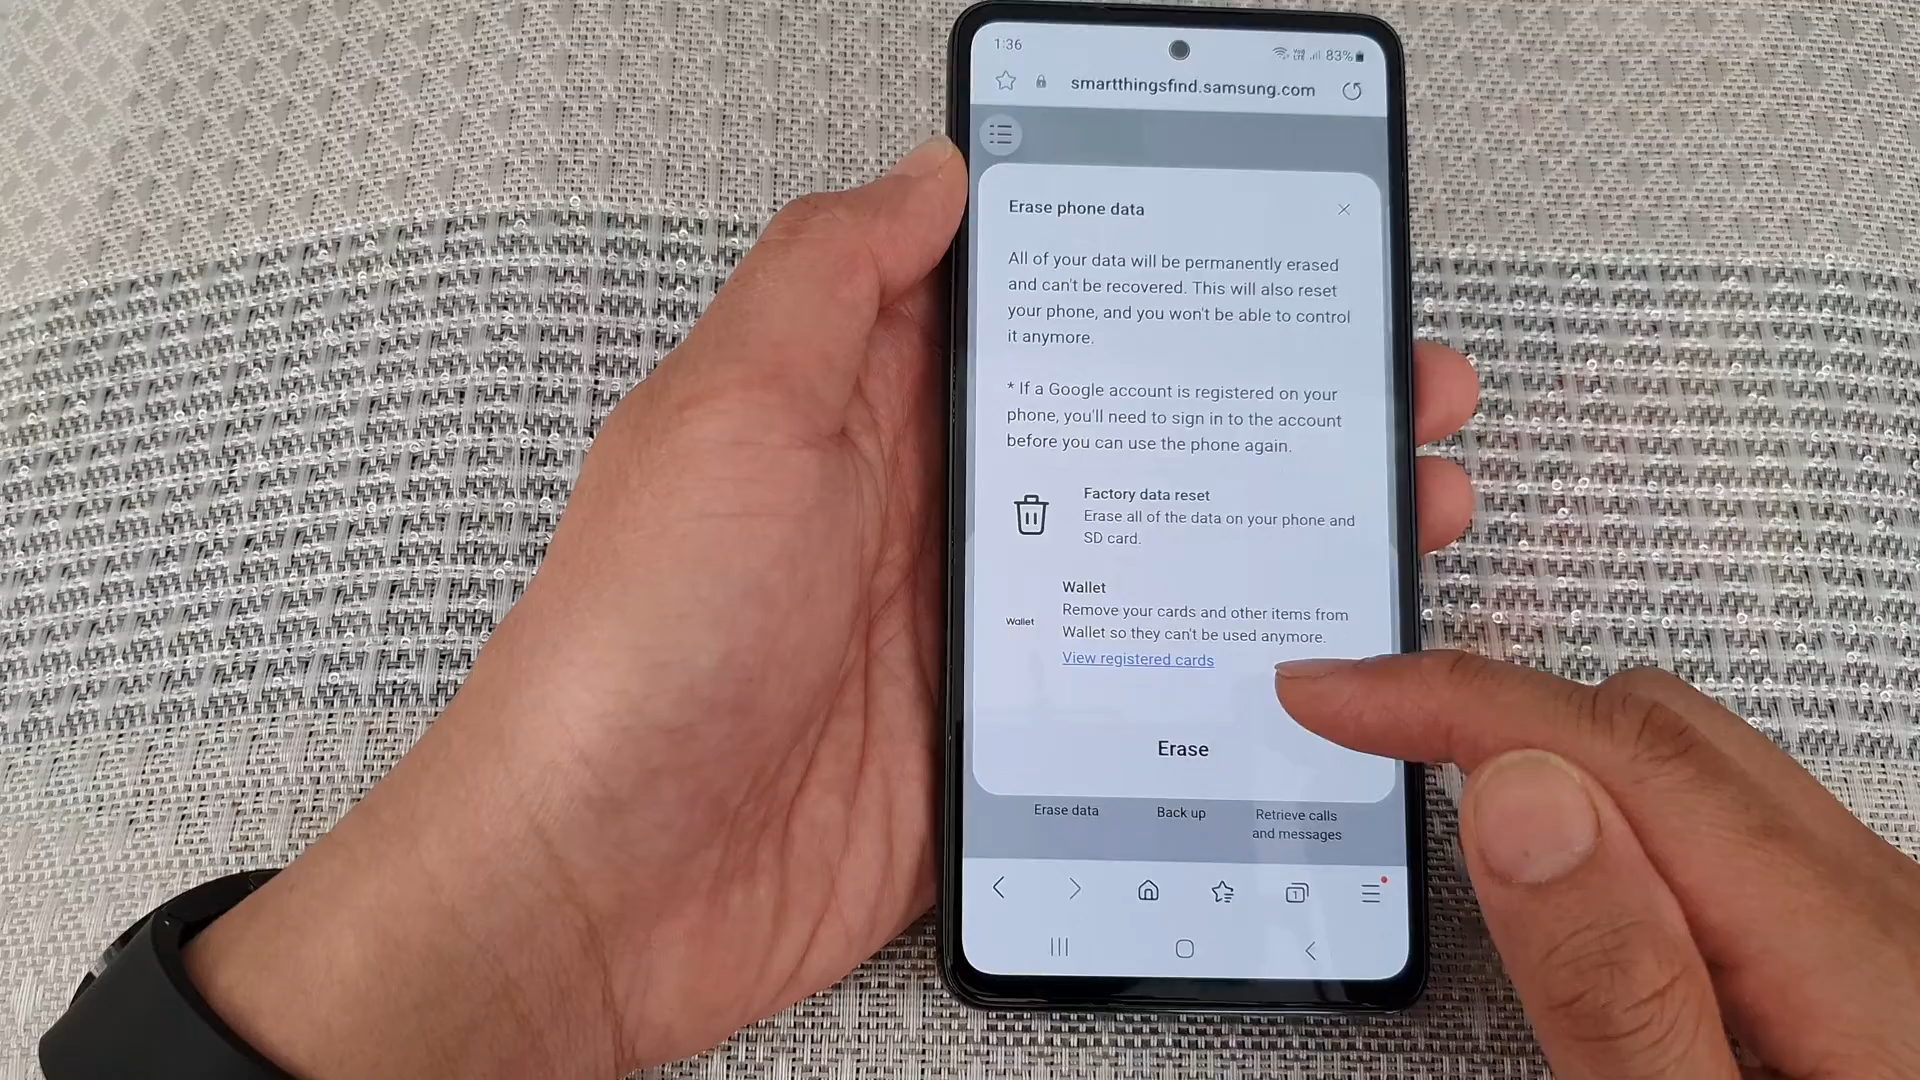 1:36
83%
smartthingsfind.samsung.com
Erase phone data
All of your data will be permanently erased
and can't be recovered. This will also reset
your phone, and you won't be able to control
it anymore.
* If a Google account is registered on your
phone, you'll need to sign in to the account
before you can use the phone again.
Factory data reset
Erase all of the data on your phone and
SD card.
Wallet
Wallet
Remove your cards and other items from
Wallet so they can't be used anymore.
View registered cards
Erase
Erase data
Back up
Retrieve calls
and messages
1